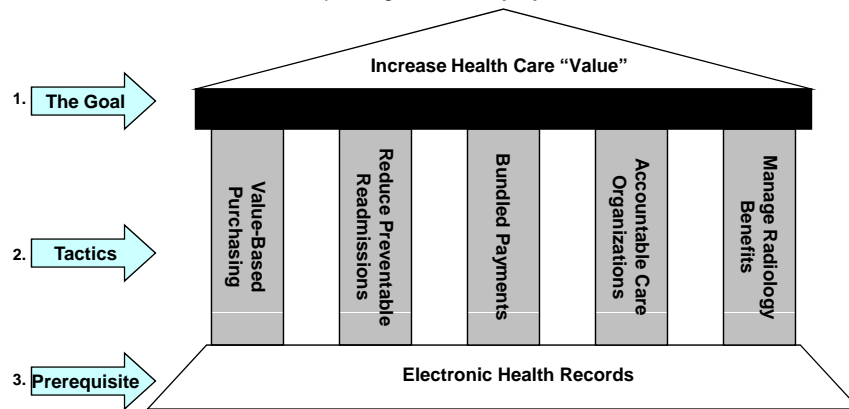 Increase Health Care “Value”
1. The Goal
2. Tactics
Value-Based
Purchasing
Reduce Preventable
Readmissions
Bundled Payments
Accountable Care
Organizations
Manage Radiology
Benefits
3. Prerequisite
Electronic Health Records